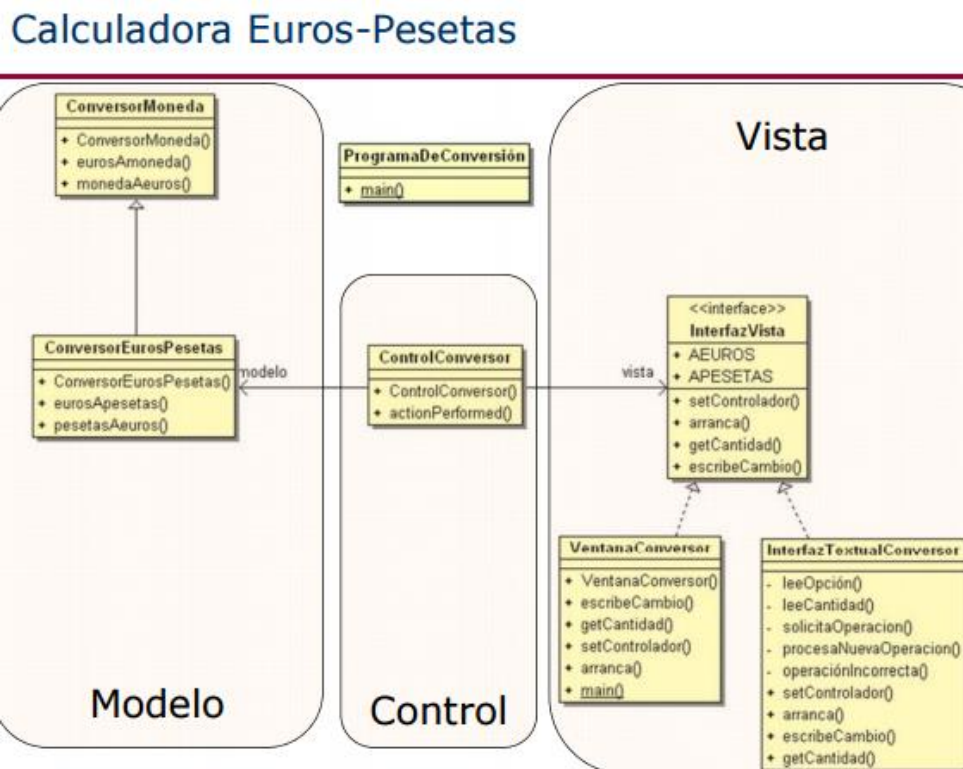 Calculadora Euros-Pesetas
ConversorMoneda
+ ConversorMoneda()
+ eurosAmoneda()
+ monedaAeuros()
ConversorEurosPesetas
+ ConversorEurosPesetas()
+ eurosApesetas()
+ pesetasAeuros()
modelo
Modelo
ProgramaDeConversión
+ main()
ControlConversor
+ ControlConversor()
+ actionPerformed()
Control
Vista
vista
<<interface>>
InterfazVista
+ AEUROS
+ APESETAS
+ setControlador()
+ arranca()
+ getCantidad()
+ escribeCambio()
VentanaConversor
+ VentanaConversor()
+ escribeCambio()
+ getCantidad()
+ setControlador()
+ arranca()
+ main()
InterfazTextualConversor
- leeOpción()
- leeCantidad()
- solicitaOperacion()
- procesaNuevaOperacion()
- operaciónIncorrecta()
+ setControlador()
+ arranca()
+ escribeCambio()
+ getCantidad()